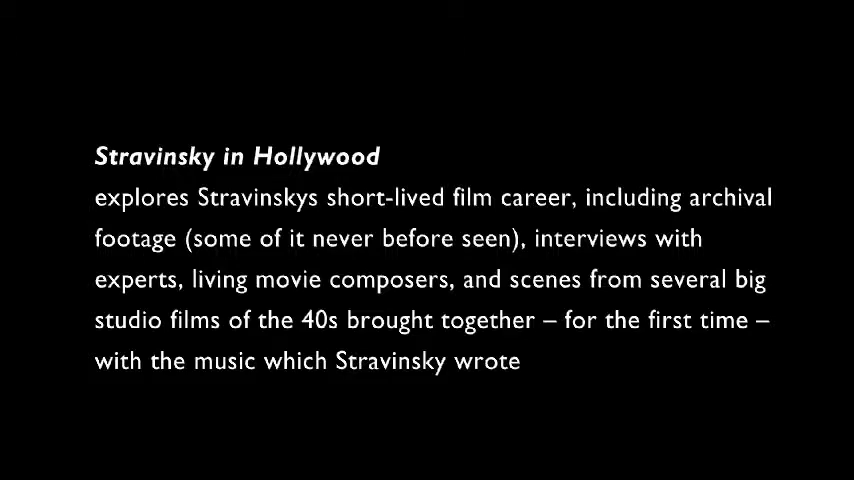 Stravinsky in Hollywood
explores Stravinskys short-lived film career, including archival
footage (some of it never before seen), interviews with
experts, living movie composers, and scenes from several big
studio films of the 40s brought together – for the first time –
with the music which Stravinsky wrote